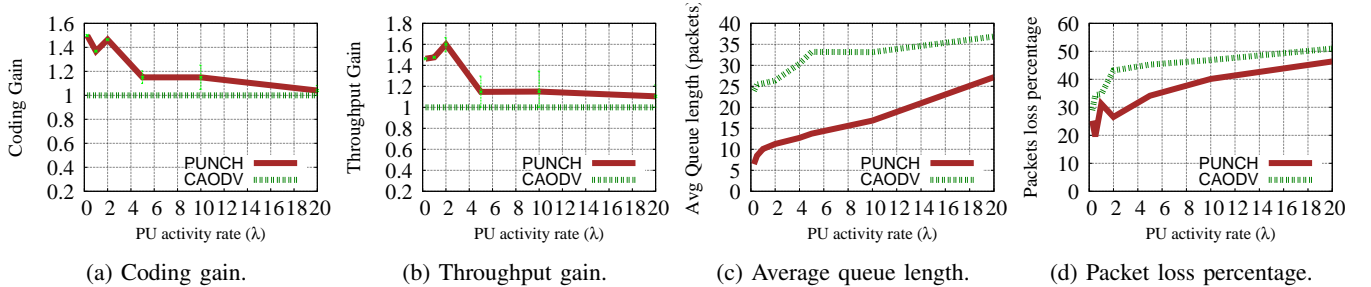 Coding Gain
1.6
1.4
1.2
1
0.8
0.6
0.4
0.2
PUNCH
CAODV
0 2 4 6 8 10 12 14 16 18 20
PU activity rate (λ)
(a) Coding gain.
Throughput Gain
1.8
1.6
1.4
1.2
1
0.8
0.6
0.4
0.2
PUNCH
CAODV
0 2 4 6 8 10 12 14 16 18 20
PU activity rate (λ)
(b) Throughput gain.
Avg Queue length (packets)
40
35
30
25
20
15
10
5
0
PUNCH
CAODV
0 2 4 6 8 10 12 14 16 18 20
PU activity rate (λ)
(c) Average queue length.
Packets loss percentage
60
50
40
30
20
10
0
PUNCH
CAODV
0 2 4 6 8 10 12 14 16 18 20
PU activity rate (λ)
(d) Packet loss percentage.